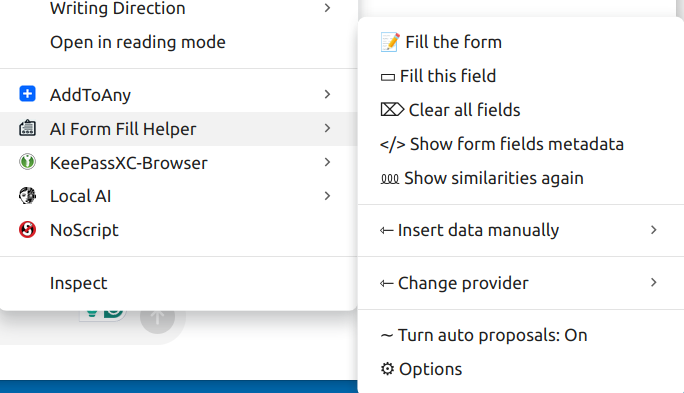 Writing Direction
Open in reading mode
AddToAny
AI Form Fill Helper
KeePassXC-Browser
Local AI
NoScript
Inspect
📝 Fill the form
▭ Fill this field
⌦ Clear all fields
</> Show form fields metadata
⅏ Show similarities again
⤝ Insert data manually
⤝ Change provider
∼ Turn auto proposals: On
⚙ Options